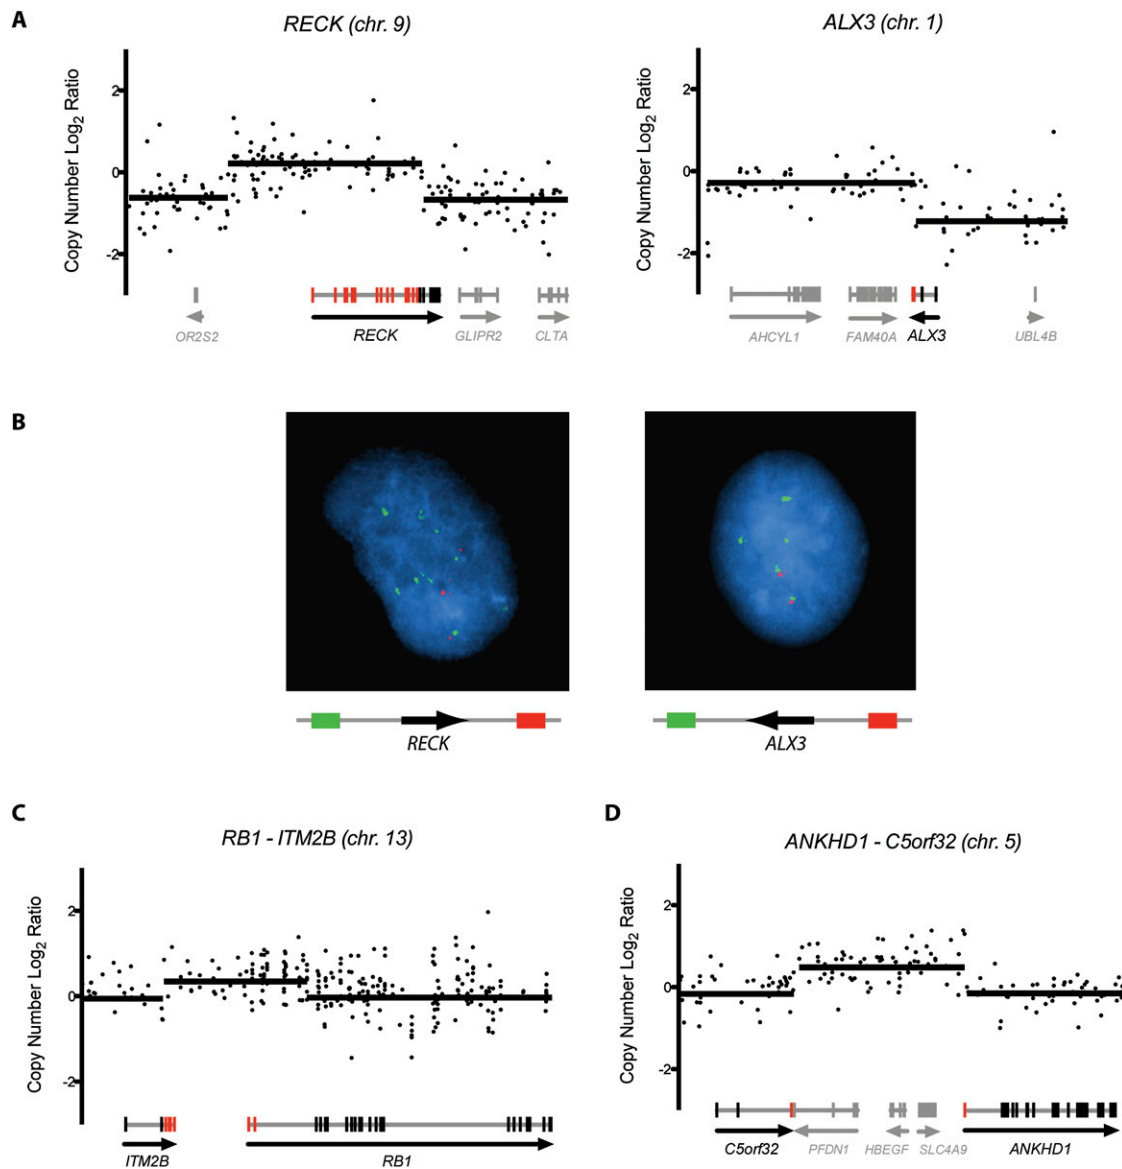 A
RECK (chr. 9)
ALX3 (chr. 1)
Copy Number Log2 Ratio
2
0
-2
OR2S2
RECK
GLIPR2
CLTA
Copy Number Log2 Ratio
2
0
-2
AHCYL1
FAM40A
ALX3
UBL4B
B
RECK
ALX3
C
RB1 - ITM2B (chr. 13)
D
ANKHD1 - C5orf32 (chr. 5)
Copy Number Log2 Ratio
2
0
-2
ITM2B
RB1
Copy Number Log2 Ratio
2
0
-2
C5orf32
PFDN1
HBEGF
SLC4A9
ANKHD1